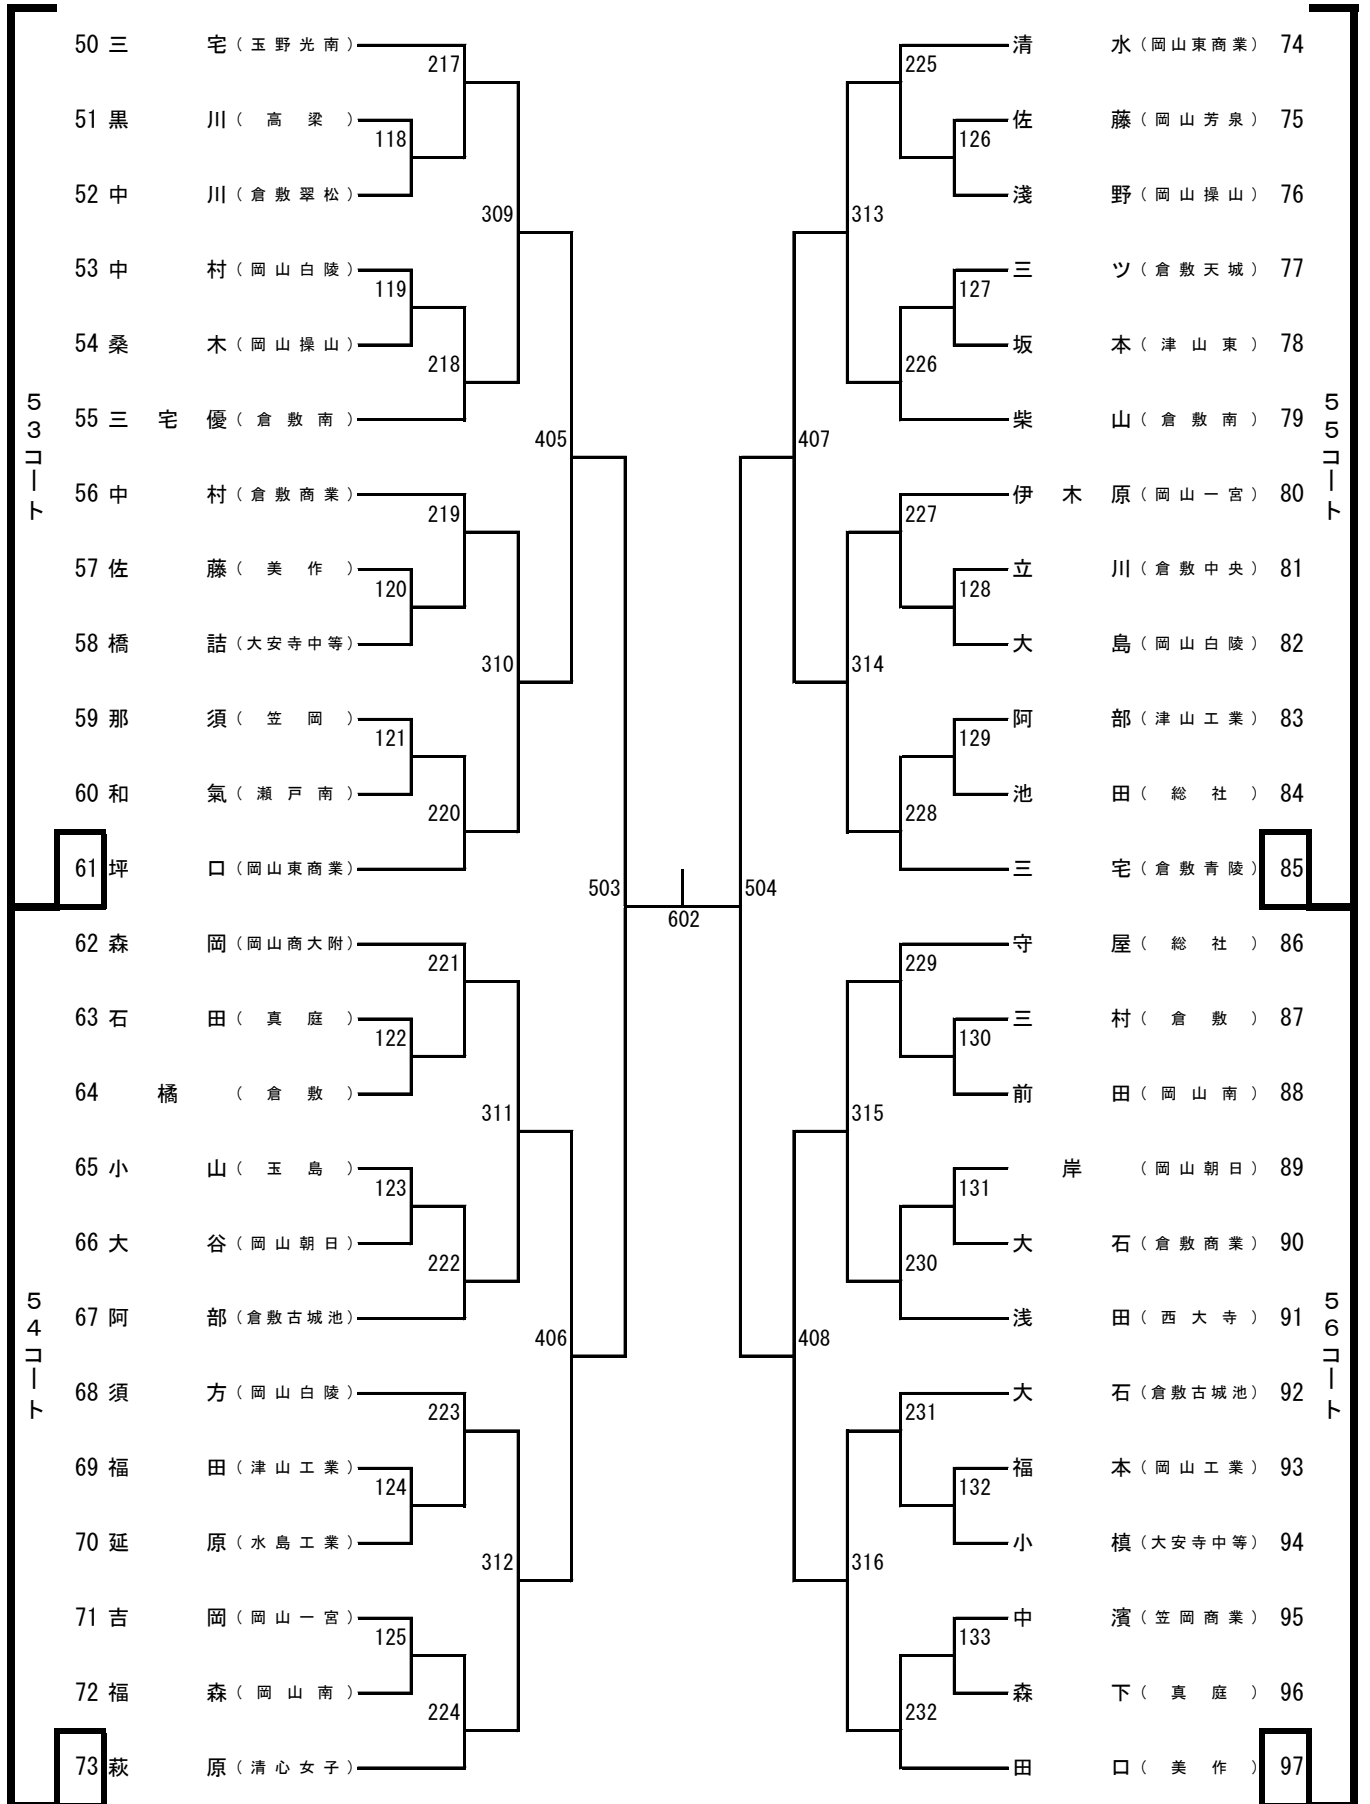 50 三宅（玉野光南） 217 225 清水（岡山東商業） 74
51 黒川（高梁） 118 126 佐藤（岡山芳泉） 75
52 中川（倉敷翠松） 309 313 淺野（岡山操山） 76
53 中村（岡山白陵） 119 127 三ツ（倉敷天城） 77
54 桑木（岡山操山） 218 226 坂本（津山東） 78
53コート
55コート
55 三宅優（倉敷南） 405 407 柴山（倉敷南） 79
56 中村（倉敷商業） 219 227 伊木原（岡山一宮） 80
57 佐藤（美作） 120 128 立川（倉敷中央） 81
58 橋詰（大安寺中等） 310 314 大島（岡山白陵） 82
59 那須（笠岡） 121 129 阿部（津山工業） 83
60 和氣（瀬戸南） 220 228 池田（総社） 84
61 坪口（岡山東商業） 503 504 三宅（倉敷青陵） 85
602
62 森岡（岡山商大附） 221 229 守屋（総社） 86
63 石田（真庭） 122 130 三村（倉敷） 87
64 橘（倉敷） 311 315 前田（岡山南） 88
65 小山（玉島） 123 131 岸（岡山朝日） 89
66 大谷（岡山朝日） 222 230 大石（倉敷商業） 90
54コート
56コート
67 阿部（倉敷古城池） 406 408 浅田（西大寺） 91
68 須方（岡山白陵） 223 231 大石（倉敷古城池） 92
69 福田（津山工業） 124 132 福本（岡山工業） 93
70 延原（水島工業） 312 316 小槙（大安寺中等） 94
71 吉岡（岡山一宮） 125 133 中濱（笠岡商業） 95
72 福森（岡山南） 224 232 森下（真庭） 96
73 萩原（清心女子） 田口（美作） 97